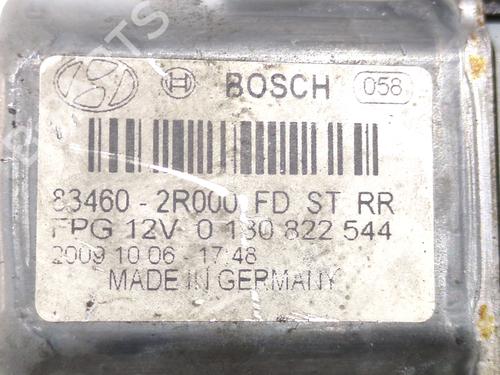 BOSCH 058
83460 - 2R000 FD ST RR
FPG 12V 0 130 822 544
2009 10 06 - 17:48
MADE IN GERMANY